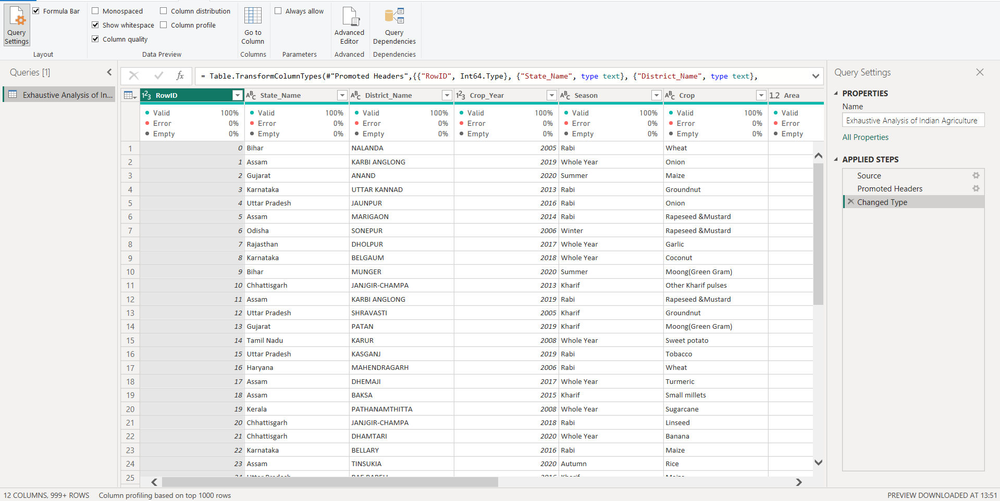 Formula Bar
Query Settings
Layout
Monospaced
Column distribution
Show whitespace
Column profile
Column quality
Data Preview
Go to Column
Columns
Always allow
Parameters
Advanced Editor
Advanced
Query Dependencies
Dependencies
Queries [1]
Exhaustive Analysis of In...
fx
= Table.TransformColumnTypes(#"Promoted Headers",{{"RowID", Int64.Type}, {"State_Name", type text}, {"District_Name", type text},
123 RowID ABC State_Name ABC District_Name 123 Crop_Year ABC Season ABC Crop 1.2 Area
Valid 100% Valid 100% Valid 100% Valid 100% Valid 100% Valid 100% Valid
Error 0% Error 0% Error 0% Error 0% Error 0% Error 0% Error
Empty 0% Empty 0% Empty 0% Empty 0% Empty 0% Empty 0% Empty
1 0 Bihar NALANDA 2005 Rabi Wheat
2 1 Assam KARBI ANGLONG 2019 Whole Year Onion
3 2 Gujarat ANAND 2020 Summer Maize
4 3 Karnataka UTTAR KANNAD 2013 Rabi Groundnut
5 4 Uttar Pradesh JAUNPUR 2016 Rabi Onion
6 5 Assam MARIGAON 2014 Rabi Rapeseed &Mustard
7 6 Odisha SONEPUR 2006 Winter Rapeseed &Mustard
8 7 Rajasthan DHOLPUR 2017 Whole Year Garlic
9 8 Karnataka BELGAUM 2018 Whole Year Coconut
10 9 Bihar MUNGER 2020 Summer Moong(Green Gram)
11 10 Chhattisgarh JANJGIR-CHAMPA 2013 Kharif Other Kharif pulses
12 11 Assam KARBI ANGLONG 2019 Rabi Rapeseed &Mustard
13 12 Uttar Pradesh SHRAVASTI 2005 Kharif Groundnut
14 13 Gujarat PATAN 2019 Kharif Moong(Green Gram)
15 14 Tamil Nadu KARUR 2008 Whole Year Sweet potato
16 15 Uttar Pradesh KASGANJ 2019 Rabi Tobacco
17 16 Haryana MAHENDRAGARH 2006 Rabi Wheat
18 17 Assam DHEMAJI 2017 Whole Year Turmeric
19 18 Assam BAKSA 2015 Kharif Small millets
20 19 Kerala PATHANAMTHITTA 2008 Whole Year Sugarcane
21 20 Chhattisgarh JANJGIR-CHAMPA 2018 Rabi Linseed
22 21 Chhattisgarh DHAMTARI 2020 Whole Year Banana
23 22 Karnataka BELLARY 2016 Rabi Maize
24 23 Assam TINSUKIA 2020 Autumn Rice
25
Query Settings
PROPERTIES
Name
Exhaustive Analysis of Indian Agriculture
All Properties
APPLIED STEPS
Source
Promoted Headers
Changed Type
12 COLUMNS, 999+ ROWS Column profiling based on top 1000 rows
PREVIEW DOWNLOADED AT 13:51